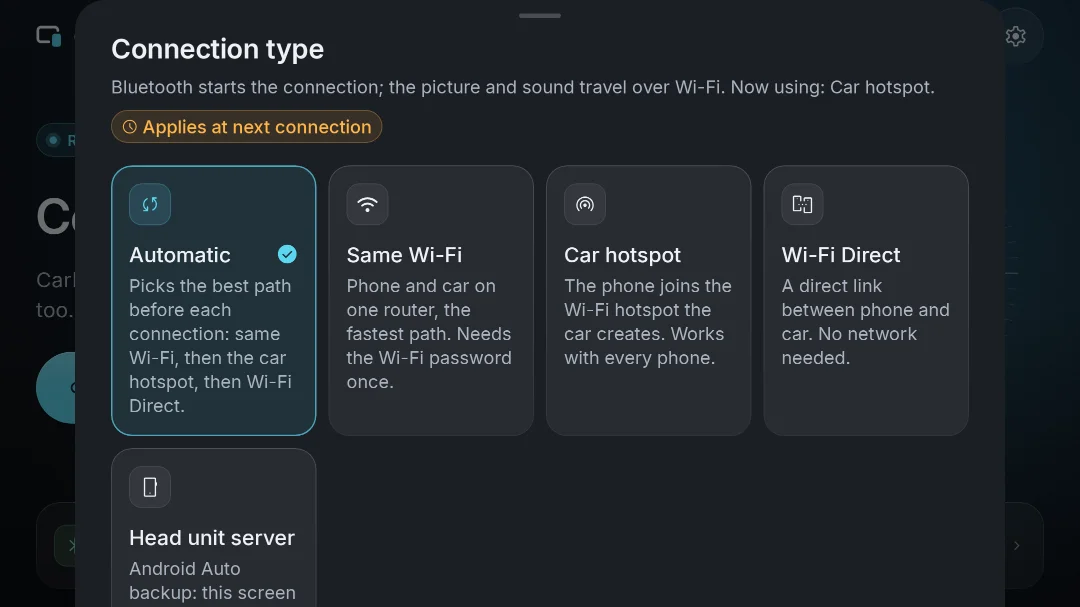 Connection type
Bluetooth starts the connection; the picture and sound travel over Wi-Fi. Now using: Car hotspot.
Applies at next connection
Automatic
Picks the best path
before each
connection: same
Wi-Fi, then the car
hotspot, then Wi-Fi
Direct.
Same Wi-Fi
Phone and car on
one router, the
fastest path. Needs
the Wi-Fi password
once.
Car hotspot
The phone joins the
Wi-Fi hotspot the
car creates. Works
with every phone.
Wi-Fi Direct
A direct link
between phone and
car. No network
needed.
Head unit server
Android Auto
backup: this screen
too.